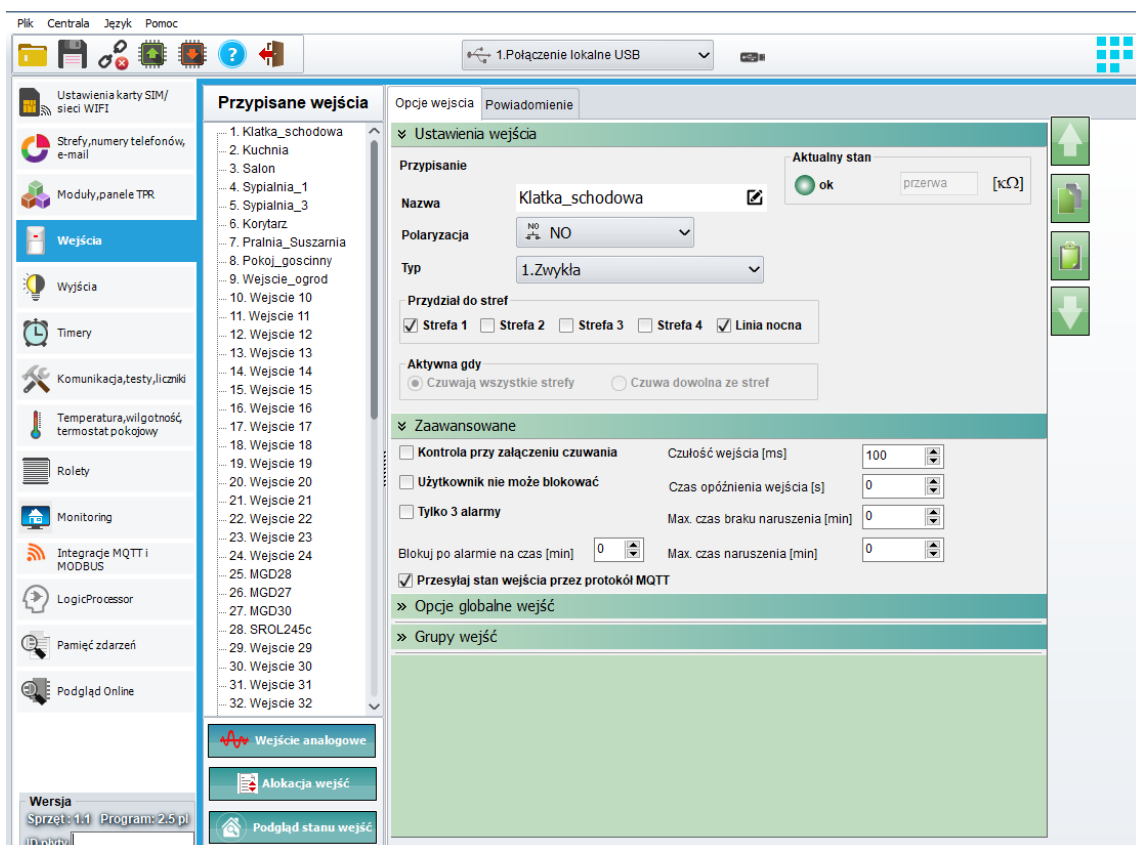 Plik Centrala Język Pomoc
1.Połączenie lokalne USB
Ustawienia karty SIM/
sieci WIFI
Strefy,numery telefonów,
e-mail
Moduły,panele TPR
Wejścia
Wyjścia
Timery
Komunikacja,testy,liczniki
Temperatura,wilgotność,
termostat pokojowy
Rolety
Monitoring
Integracje MQTT i
MODBUS
LogicProcessor
Pamięć zdarzeń
Podgląd Online
Wersja
Sprzęt: 1.1 Program: 2.5 pl
ID płyty
Przypisane wejścia
1. Klatka_schodowa
2. Kuchnia
3. Salon
4. Sypialnia_1
5. Sypialnia_3
6. Korytarz
7. Pralnia_Suszarnia
8. Pokoj_goscinny
9. Wejscie_ogrod
10. Wejscie 10
11. Wejscie 11
12. Wejscie 12
13. Wejscie 13
14. Wejscie 14
15. Wejscie 15
16. Wejscie 16
17. Wejscie 17
18. Wejscie 18
19. Wejscie 19
20. Wejscie 20
21. Wejscie 21
22. Wejscie 22
23. Wejscie 23
24. Wejscie 24
25. MGD28
26. MGD27
27. MGD30
28. SROL245c
29. Wejscie 29
30. Wejscie 30
31. Wejscie 31
32. Wejscie 32
Wejście analogowe
Alokacja wejść
Podgląd stanu wejść
Opcje wejscia Powiadomienie
Ustawienia wejścia
Przypisanie
Aktualny stan
ok przerwa [κΩ]
Nazwa Klatka_schodowa
Polaryzacja NO NO
Typ 1.Zwykła
Przydział do stref
Strefa 1 Strefa 2 Strefa 3 Strefa 4 Linia nocna
Aktywna gdy
Czuwają wszystkie strefy Czuwa dowolna ze stref
Zaawansowane
Kontrola przy załączeniu czuwania Czułość wejścia [ms] 100
Użytkownik nie może blokować Czas opóźnienia wejścia [s] 0
Tylko 3 alarmy Max. czas braku naruszenia [min] 0
Blokuj po alarmie na czas [min] 0 Max. czas naruszenia [min] 0
Przesyłaj stan wejścia przez protokół MQTT
Opcje globalne wejść
Grupy wejść